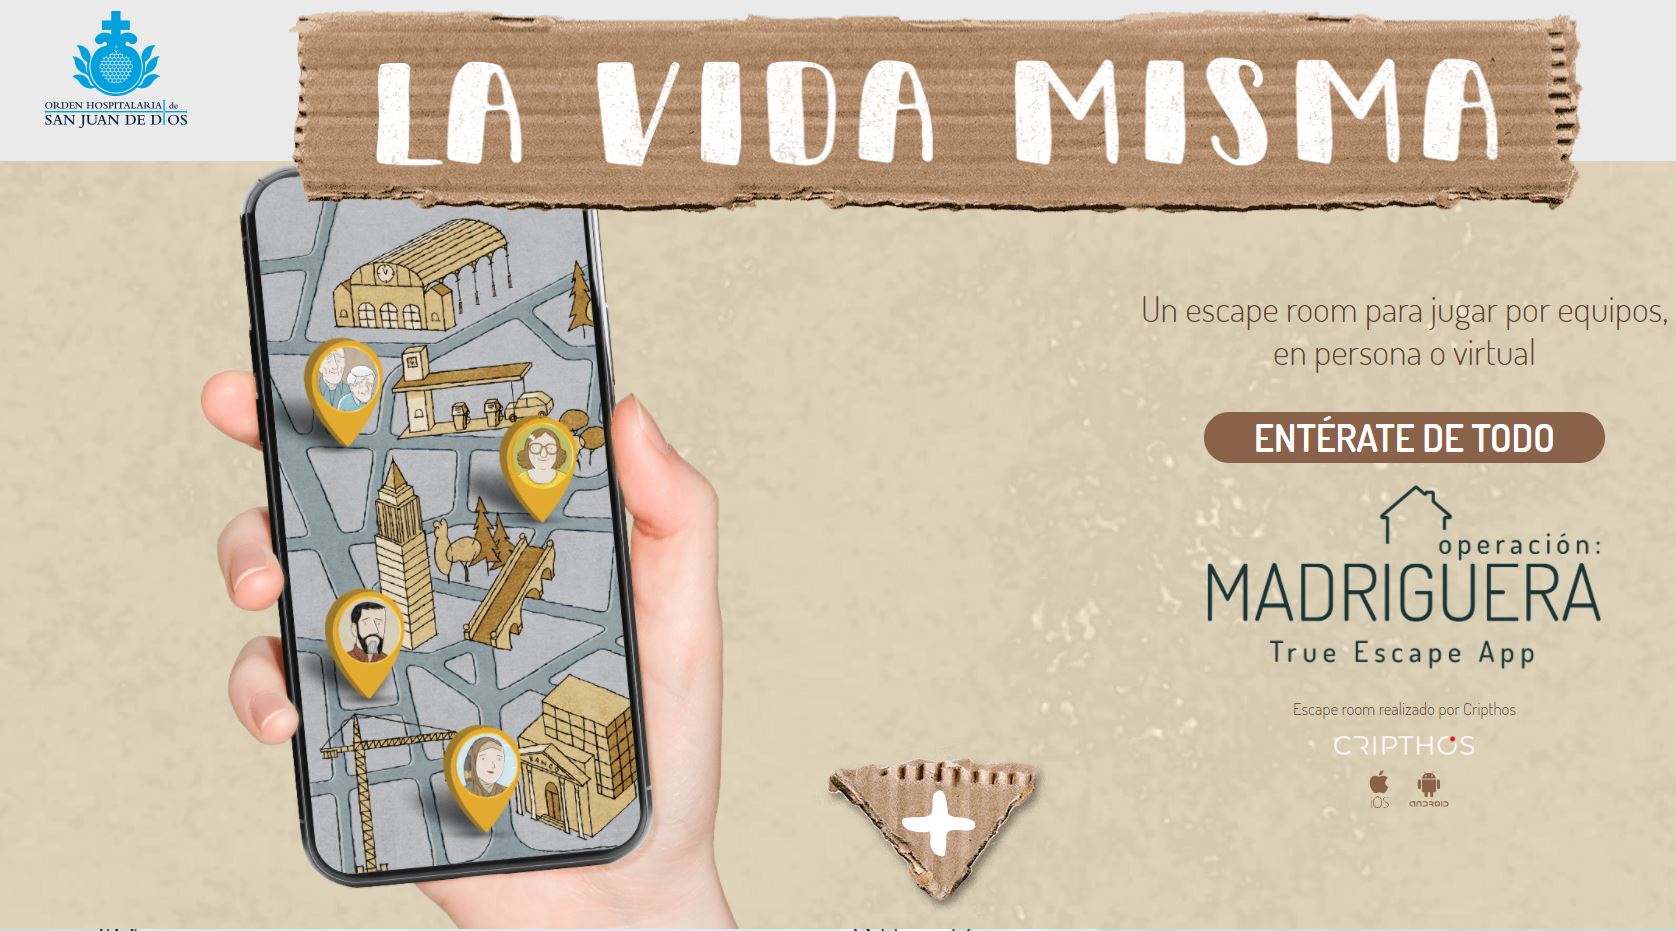 ORDEN HOSPITALARIA de
SAN JUAN DE DIOS
LA VIDA MISMA
Un escape room para jugar por equipos,
en persona o virtual
ENTÉRATE DE TODO
operación:
MADRIGUERA
True Escape App
Escape room realizado por Cripthos
CRIPTHOS
iOS
ANDROID
BANCO